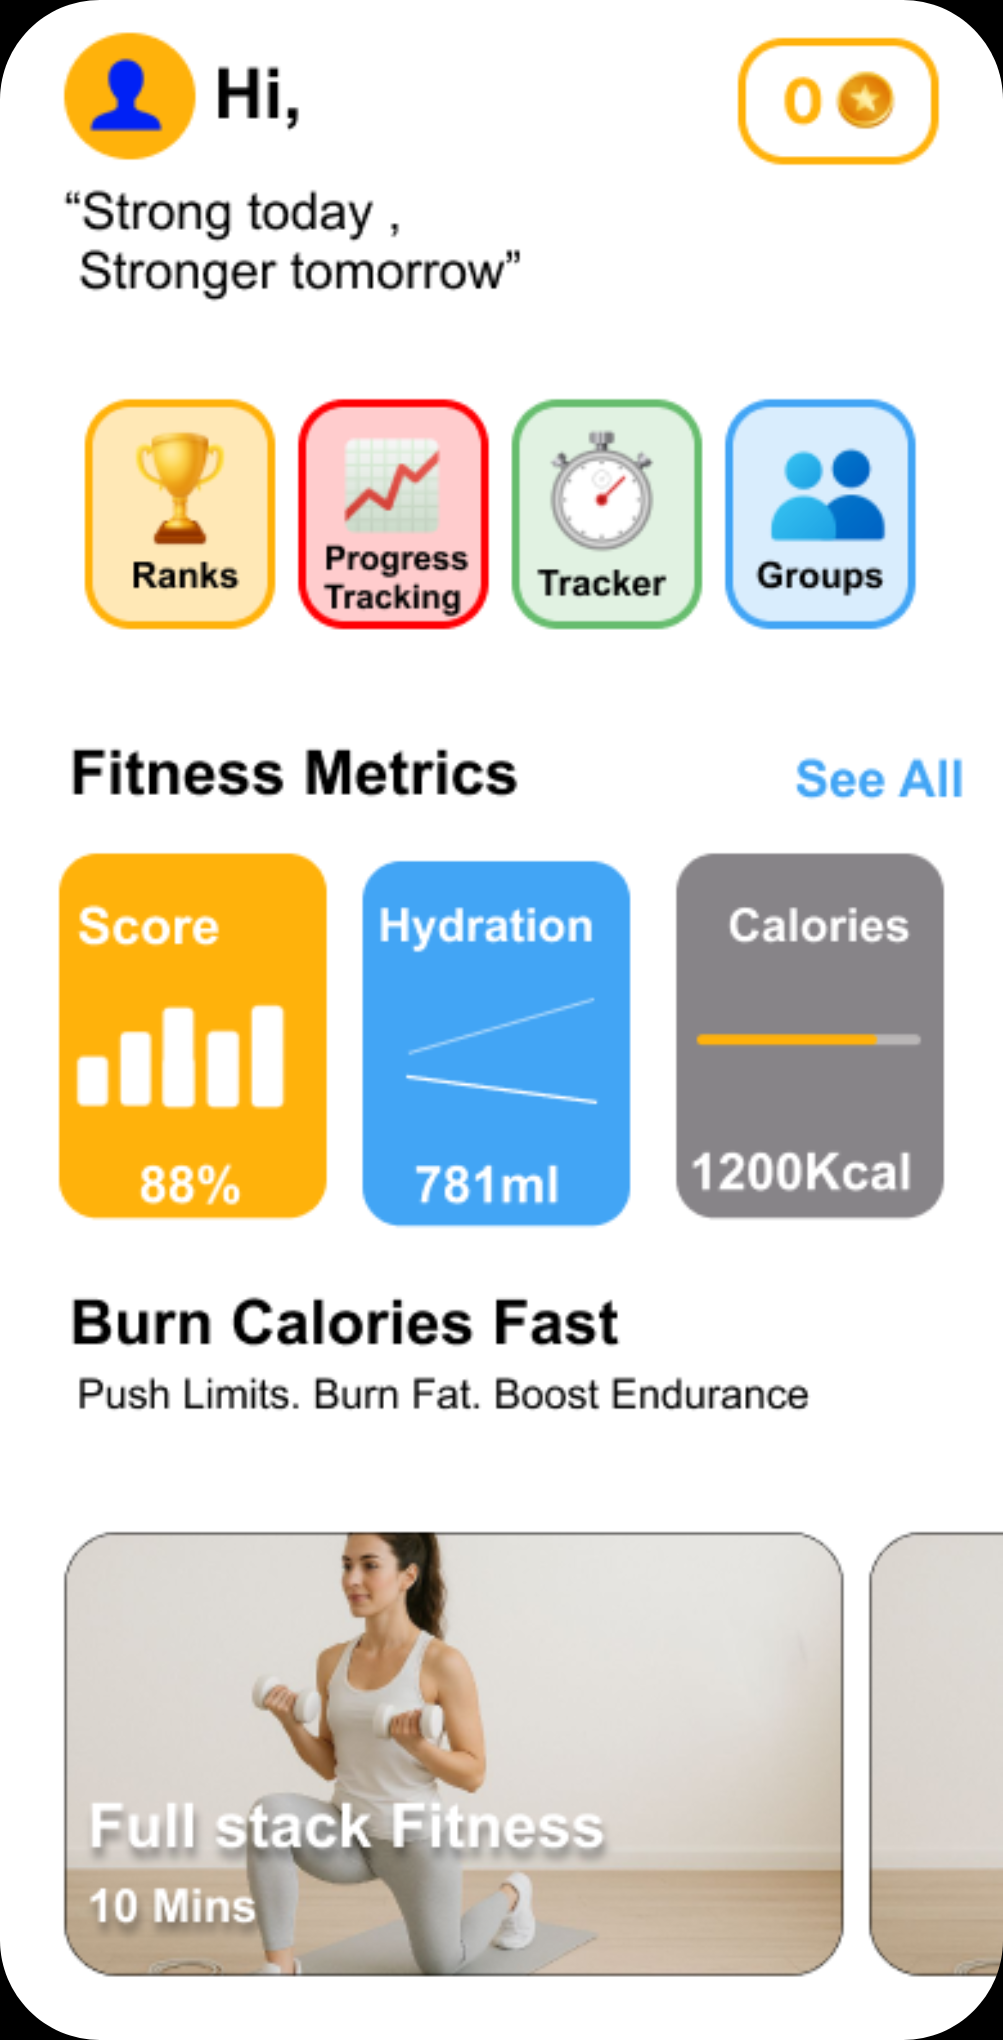 Hi,
0
“Strong today ,
Stronger tomorrow”
Ranks
Progress
Tracking
Tracker
Groups
Fitness Metrics
See All
Score
Hydration
Calories
88%
781ml
1200Kcal
Burn Calories Fast
Push Limits. Burn Fat. Boost Endurance
Full stack Fitness
10 Mins